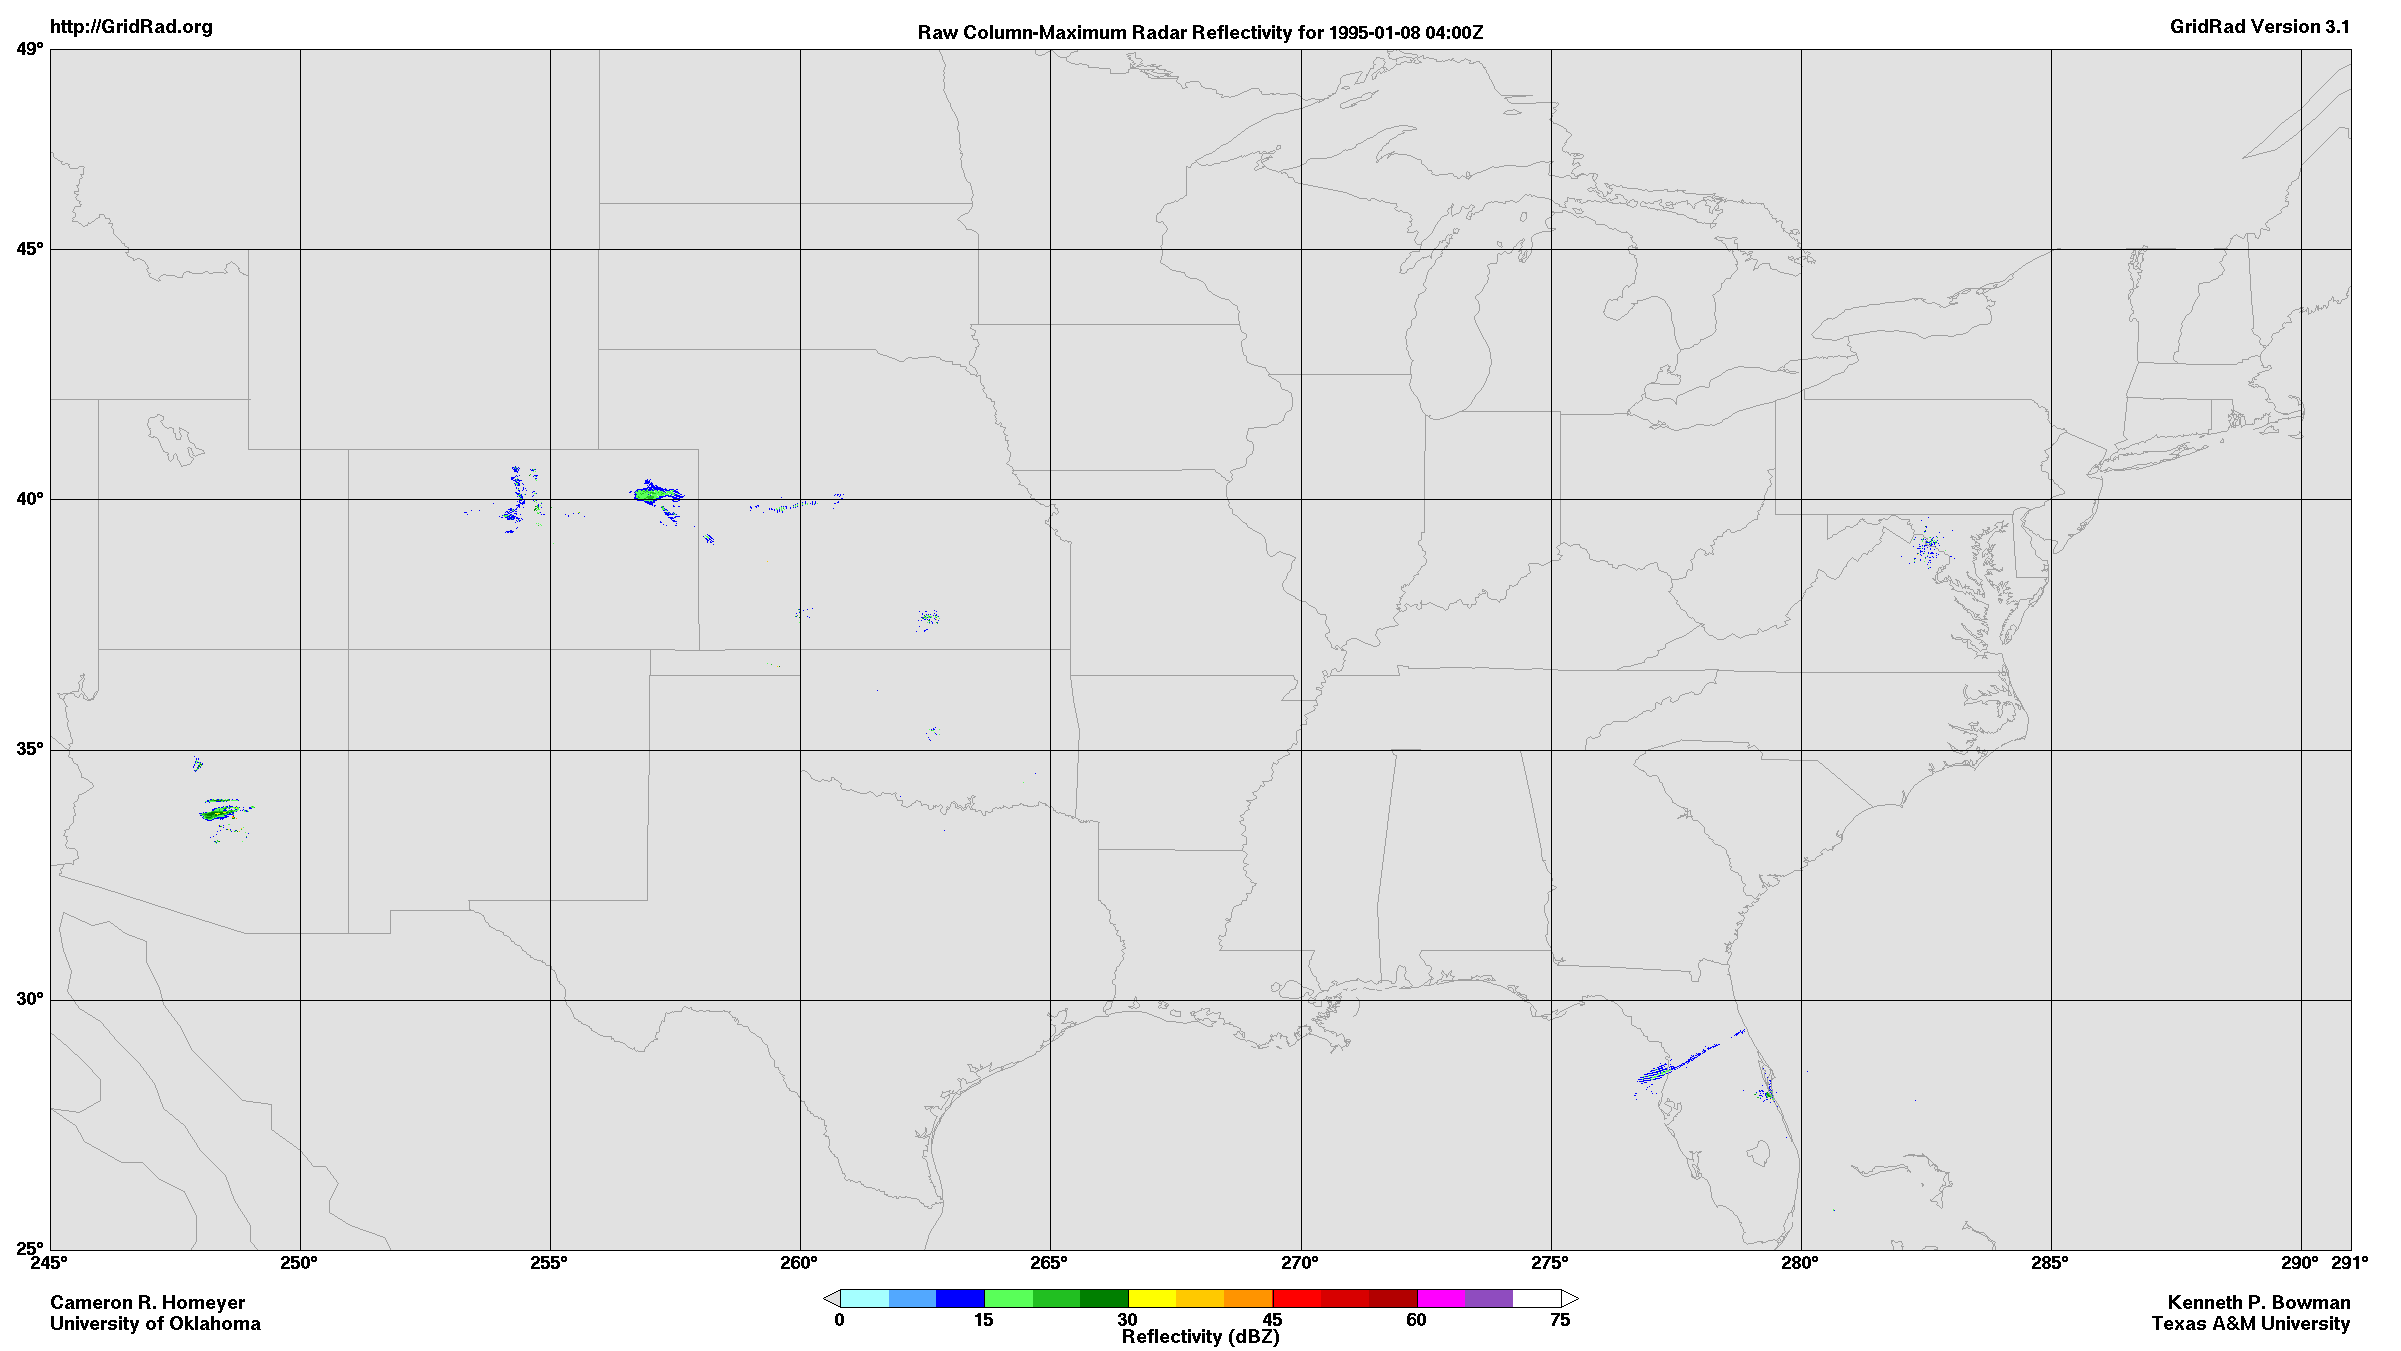 http://GridRad.org
Raw Column-Maximum Radar Reflectivity for 1995-01-08 04:00Z
GridRad Version 3.1
49°
45°
40°
35°
30°
25°
245° 250° 255° 260° 265° 270° 275° 280° 285° 290° 291°
Cameron R. Homeyer
University of Oklahoma
0 15 30 45 60 75
Reflectivity (dBZ)
Kenneth P. Bowman
Texas A&M University